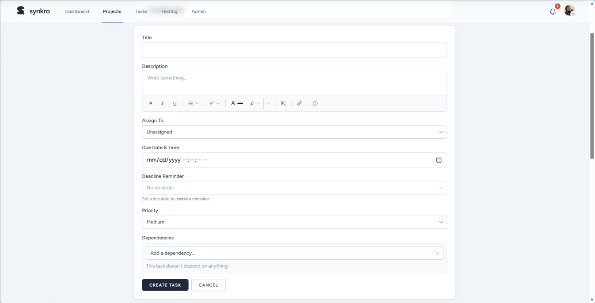 synkro
Dashboard Projects Tasks Testing Admin
Title
Description
Write something...
B I U A
Assign To
Unassigned
Due Date & Time
mm/dd/yyyy --:--:-- --
Deadline Reminder
No reminder
Set a due date to enable a reminder.
Priority
Medium
Dependencies
Add a dependency...
This task doesn't depend on anything.
CREATE TASK CANCEL